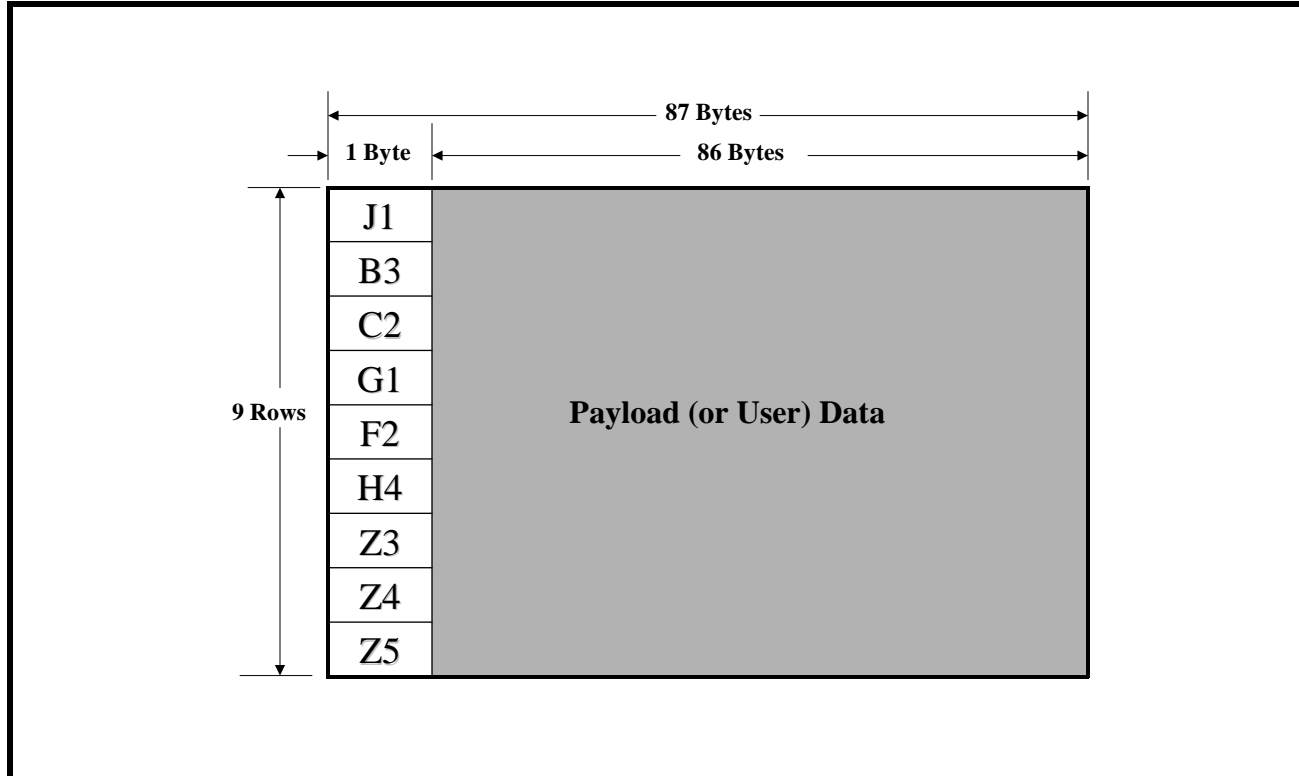 87 Bytes
1 Byte
86 Bytes
J1
B3
C2
G1
F2
H4
Z3
Z4
Z5
9 Rows
Payload (or User) Data